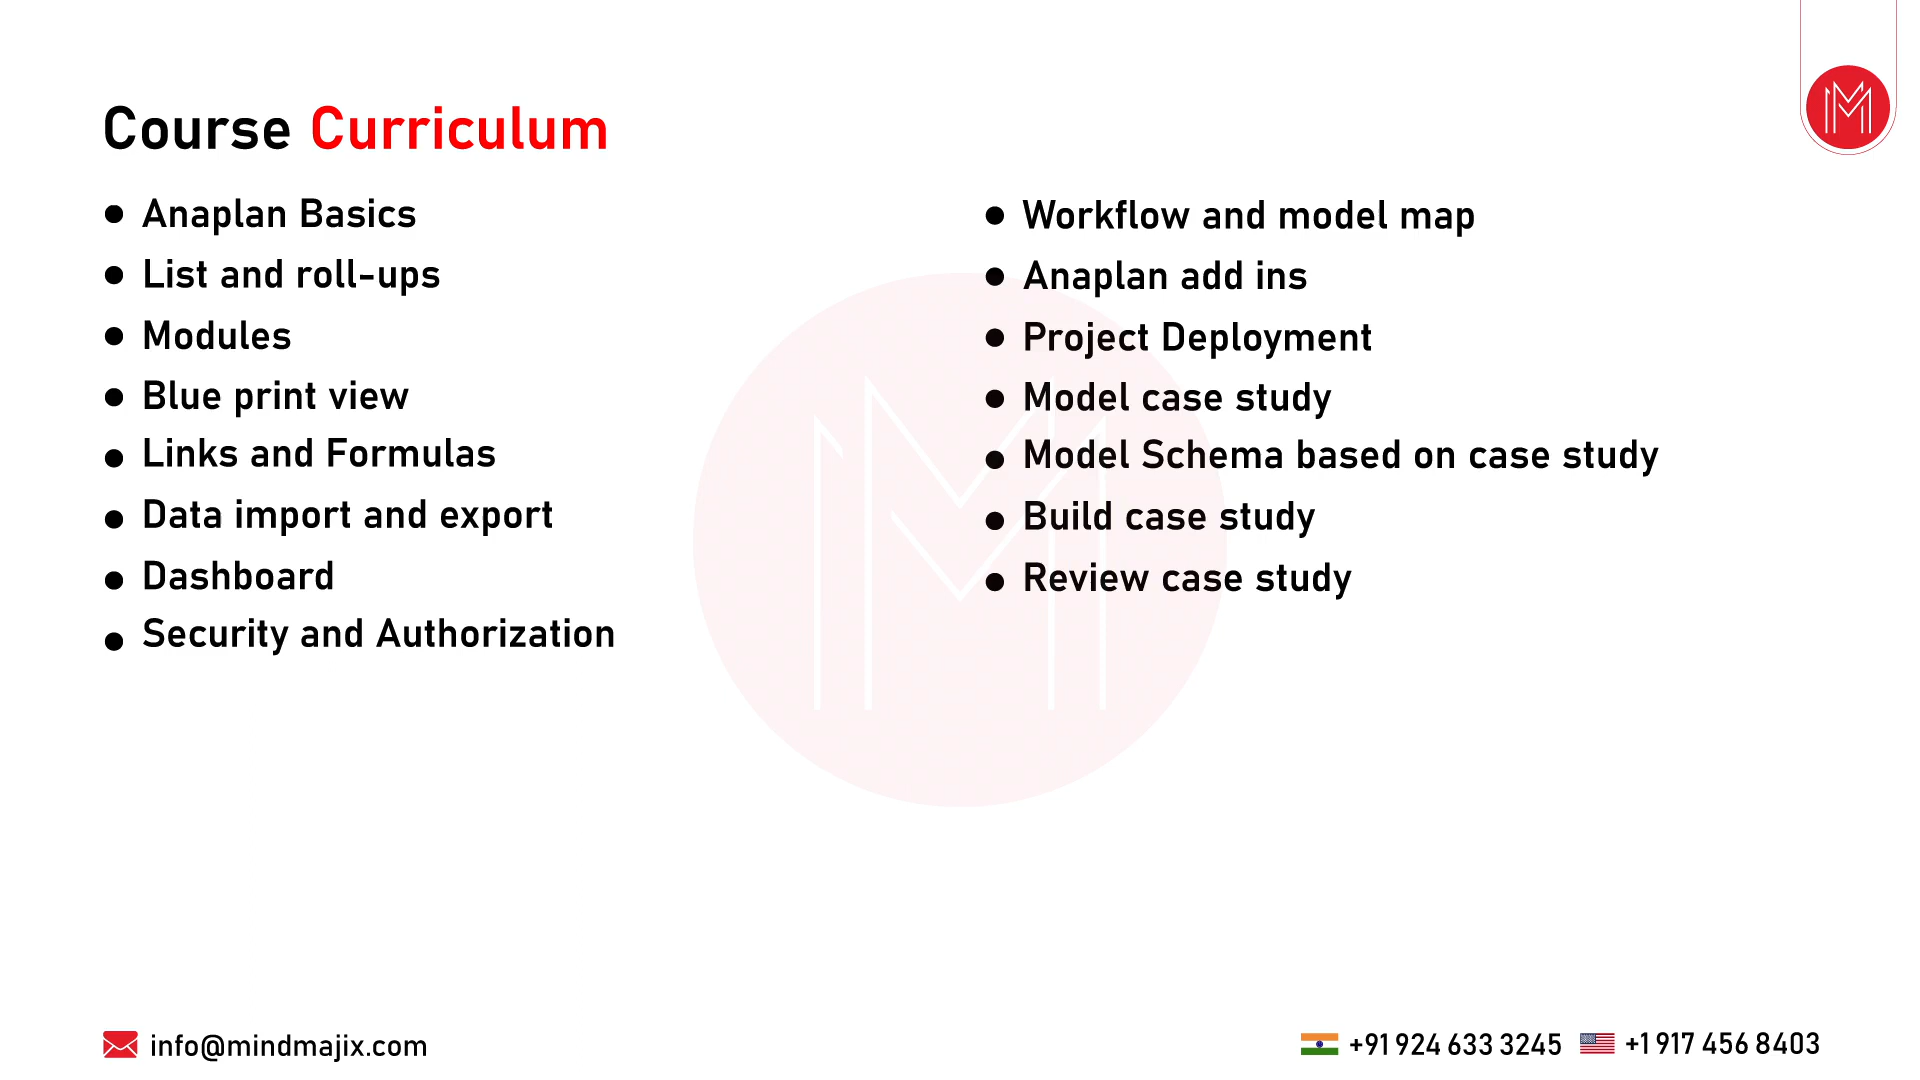 Course Curriculum
● Anaplan Basics
● List and roll-ups
● Modules
● Blue print view
● Links and Formulas
● Data import and export
● Dashboard
● Security and Authorization
● Workflow and model map
● Anaplan add ins
● Project Deployment
● Model case study
● Model Schema based on case study
● Build case study
● Review case study
info@mindmajix.com
+91 924 633 3245
+1 917 456 8403